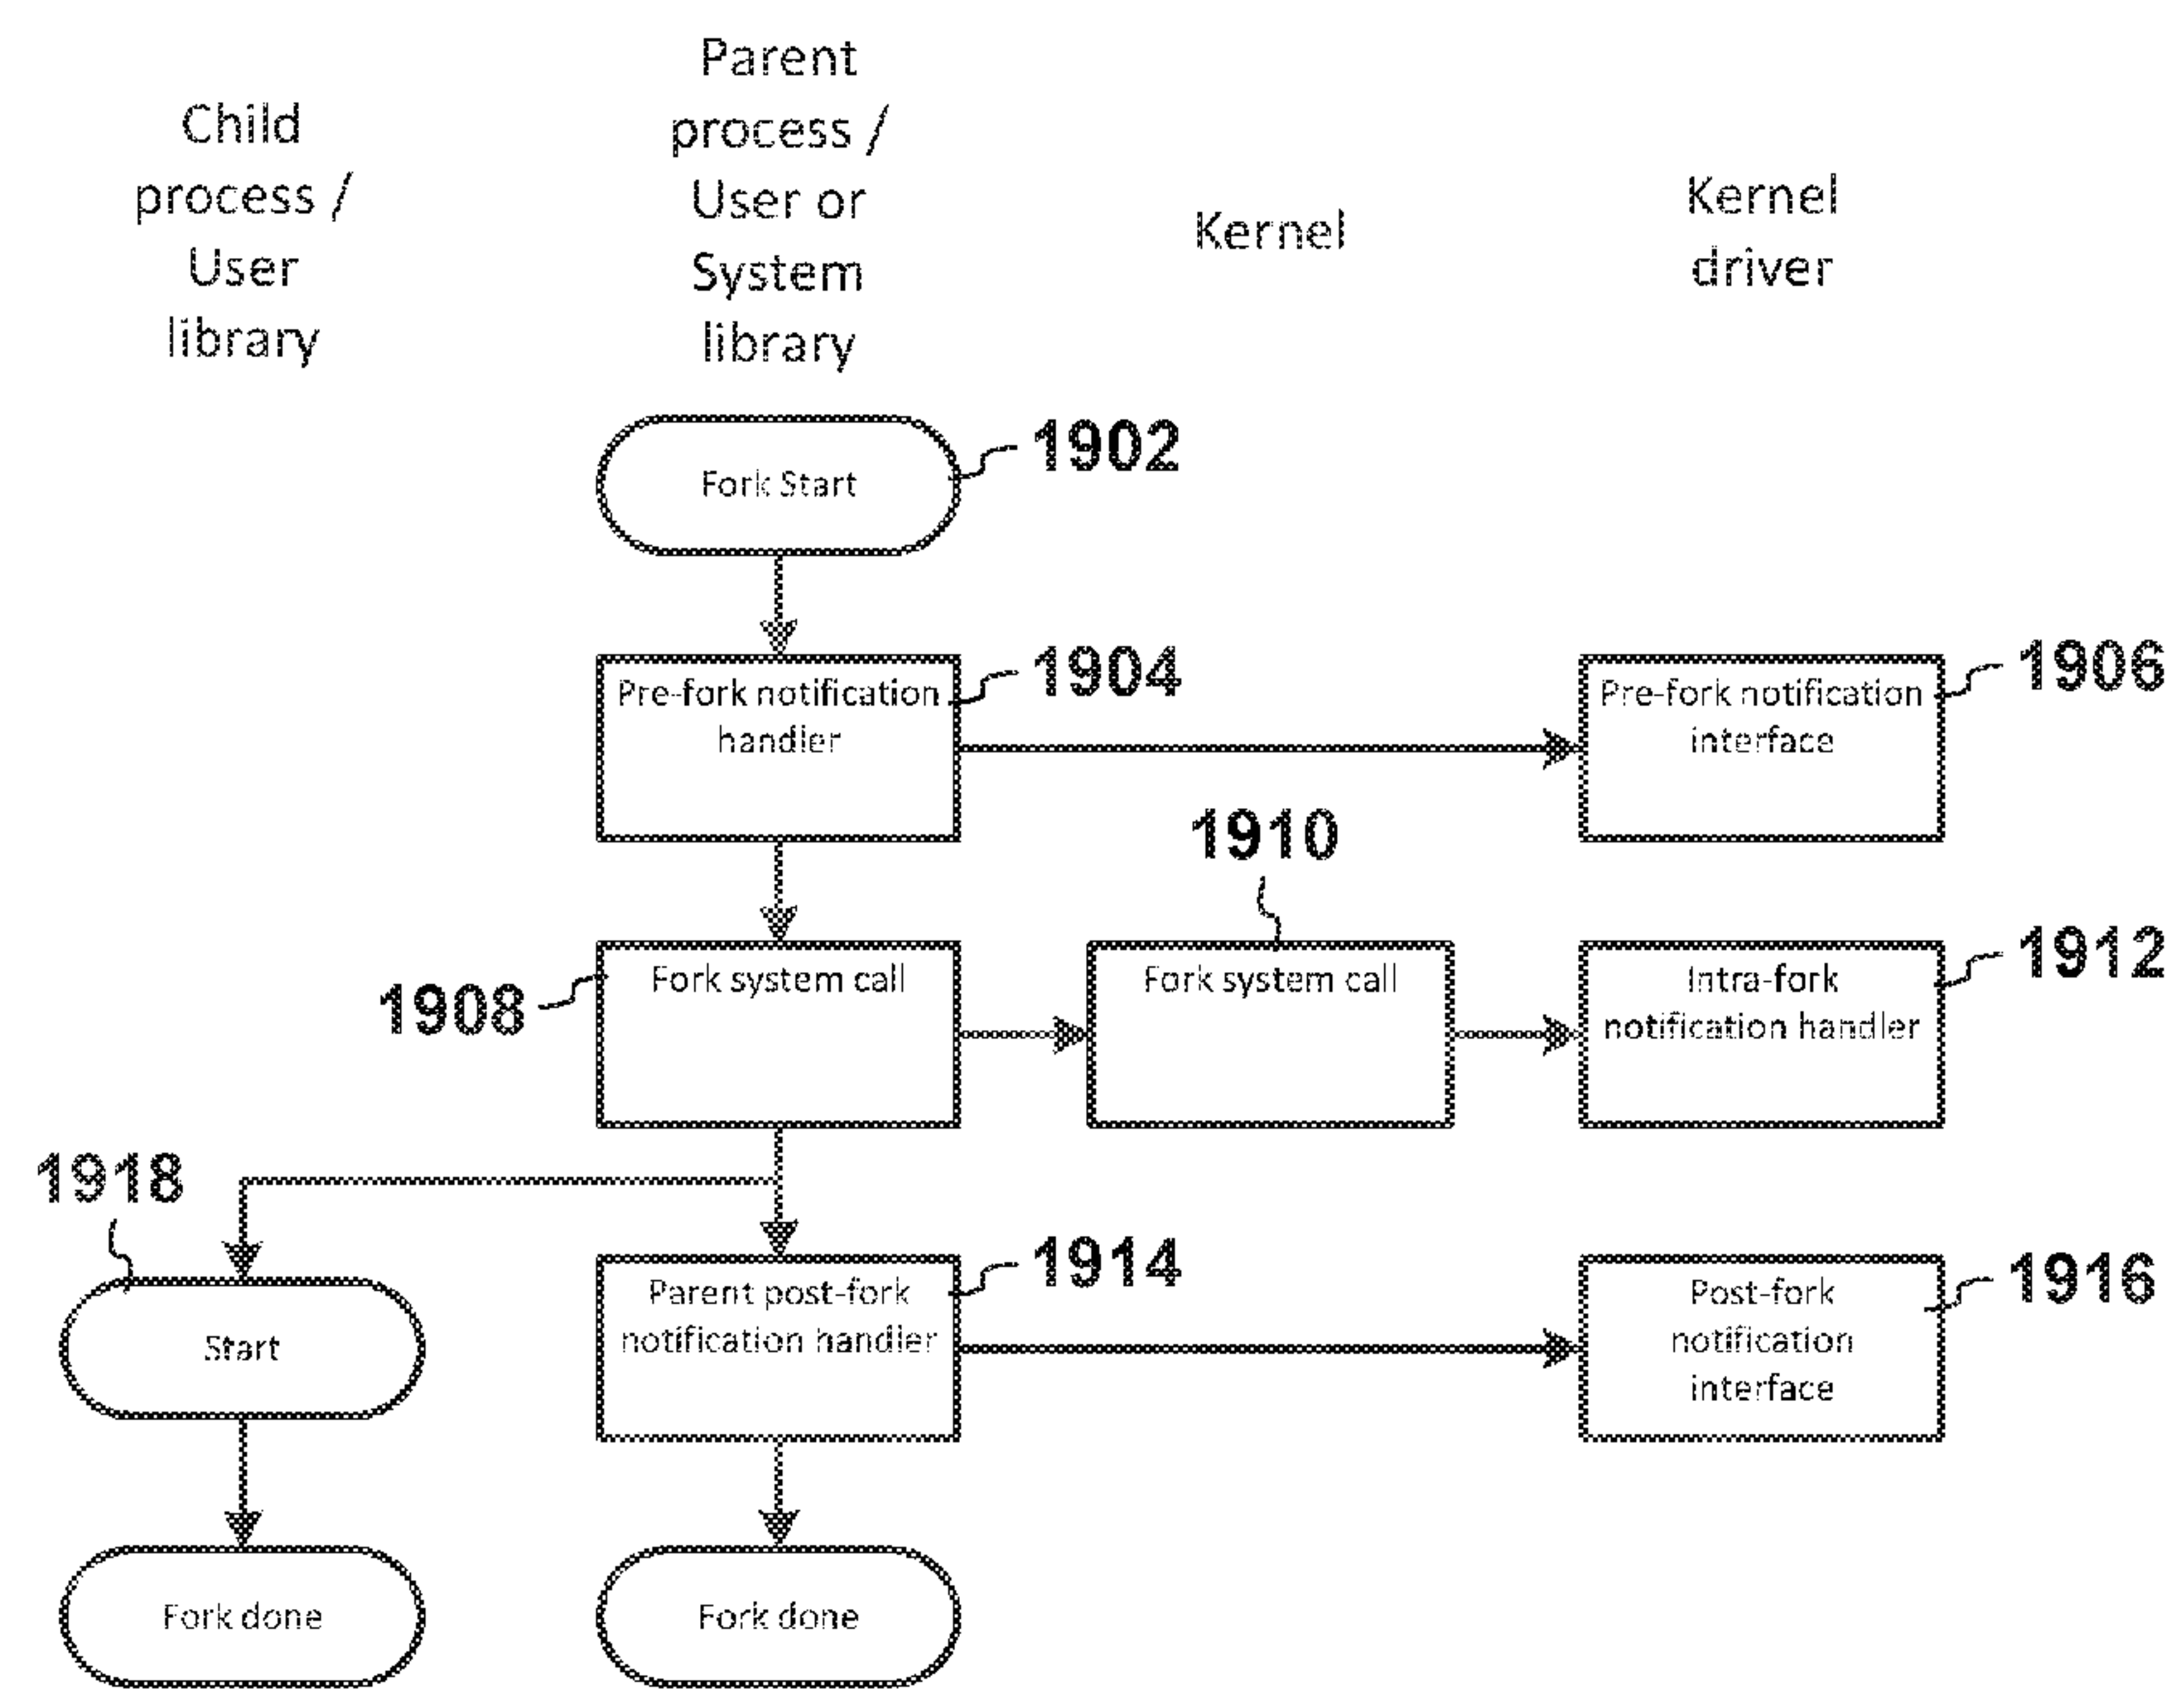 Child
process /
User
library
Parent
process /
User or
System
library
Kernel
Kernel
driver
Fork Start
1902
Pre-fork notification
handler
1904
Pre-fork notification
interface
1906
1908
Fork system call
1910
Fork system call
Intra-fork
notification handler
1912
1918
Start
Parent post-fork
notification handler
1914
Post-fork
notification
interface
1916
Fork done
Fork done